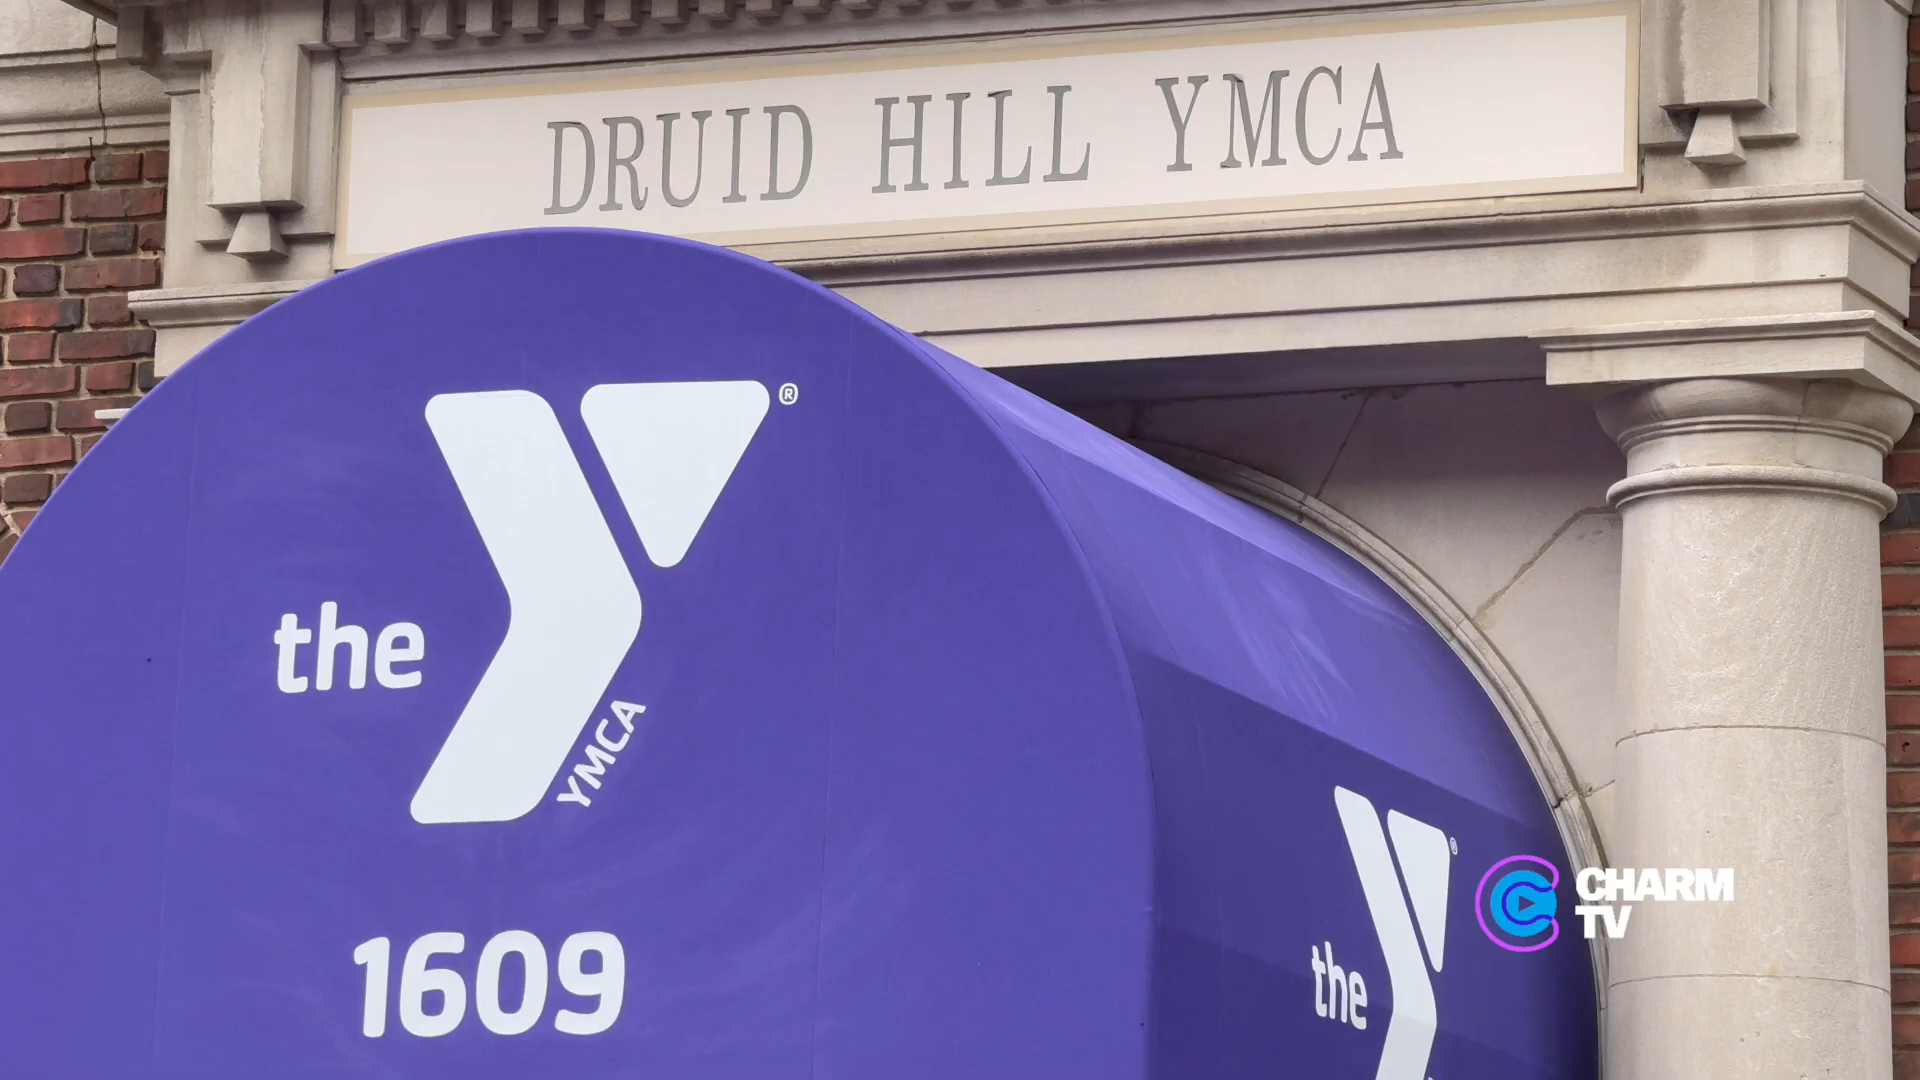 DRUID HILL YMCA
the Y®
YMCA
1609
the Y®
CHARM
TV